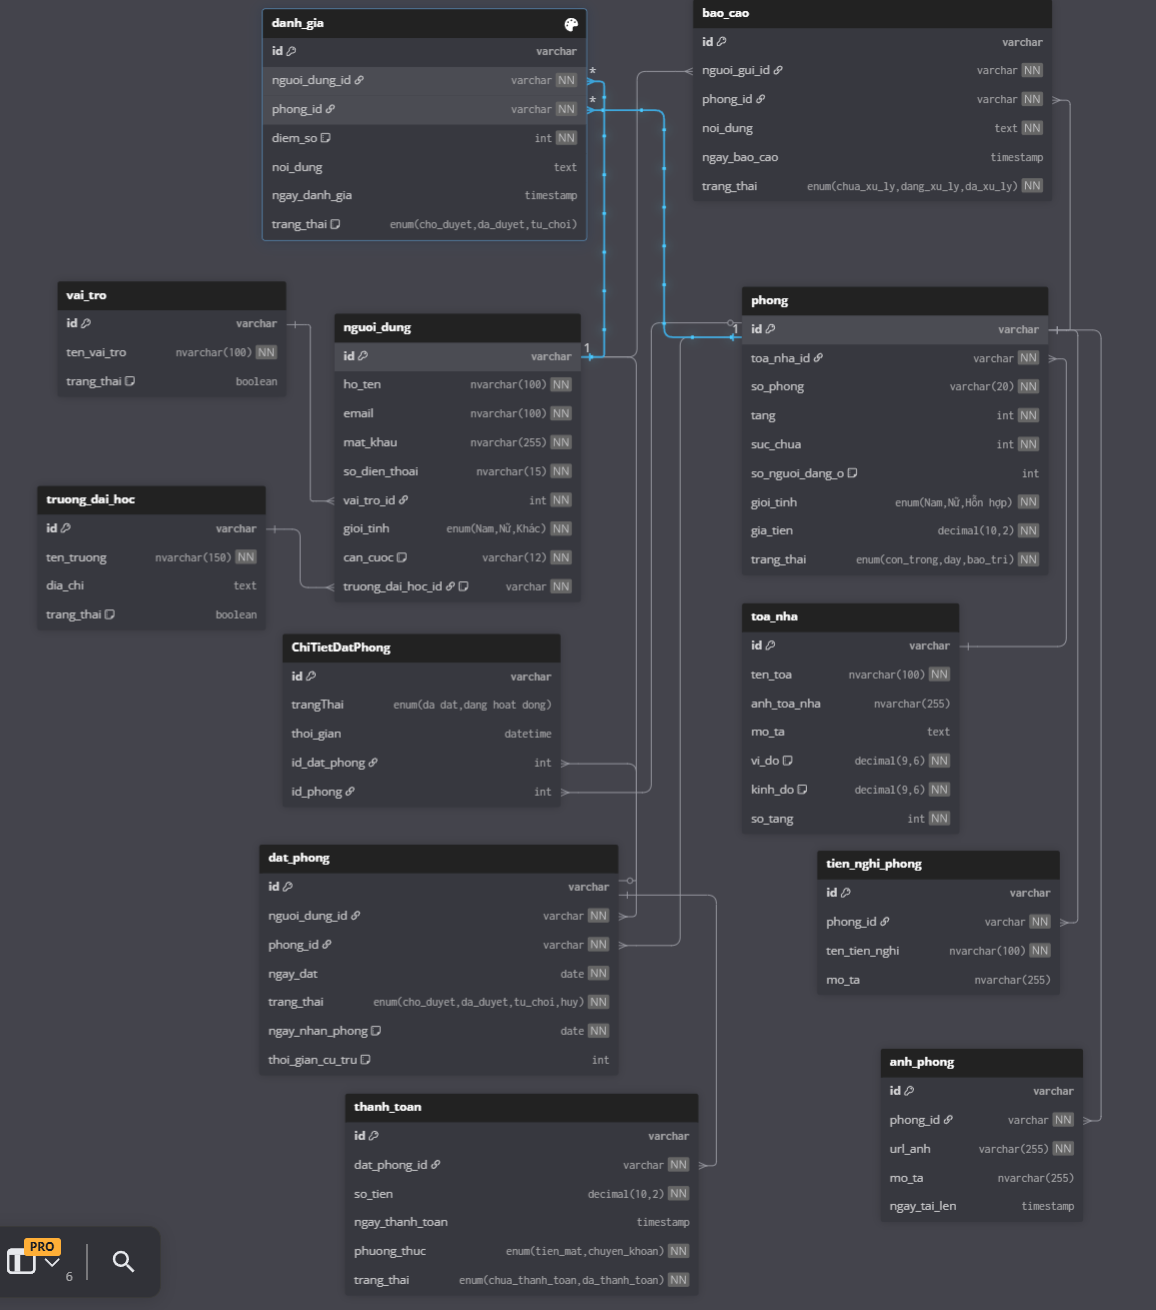 danh_gia
id varchar
nguoi_dung_id varchar NN
phong_id varchar NN
diem_so int NN
noi_dung text
ngay_danh_gia timestamp
trang_thai enum(cho_duyet,da_duyet,tu_choi)
*
*
bao_cao
id varchar
nguoi_gui_id varchar NN
phong_id varchar NN
noi_dung text NN
ngay_bao_cao timestamp
trang_thai enum(chua_xu_ly,dang_xu_ly,da_xu_ly) NN
vai_tro
id varchar
ten_vai_tro nvarchar(100) NN
trang_thai boolean
nguoi_dung
id varchar
1
ho_ten nvarchar(100) NN
email nvarchar(100) NN
mat_khau nvarchar(255) NN
so_dien_thoai nvarchar(15) NN
vai_tro_id int NN
gioi_tinh enum(Nam,Nữ,Khác) NN
can_cuoc varchar(12) NN
truong_dai_hoc_id varchar NN
phong
1
id varchar
toa_nha_id varchar NN
so_phong varchar(20) NN
tang int NN
suc_chua int NN
so_nguoi_dang_o int
gioi_tinh enum(Nam,Nữ,Hỗn hợp) NN
gia_tien decimal(10,2) NN
trang_thai enum(con_trong,day,bao_tri) NN
truong_dai_hoc
id varchar
ten_truong nvarchar(150) NN
dia_chi text
trang_thai boolean
ChiTietDatPhong
id varchar
trangThai enum(da dat,dang hoat dong)
thoi_gian datetime
id_dat_phong int
id_phong int
toa_nha
id varchar
ten_toa nvarchar(100) NN
anh_toa_nha nvarchar(255)
mo_ta text
vi_do decimal(9,6) NN
kinh_do decimal(9,6) NN
so_tang int NN
dat_phong
id varchar
nguoi_dung_id varchar NN
phong_id varchar NN
ngay_dat date NN
trang_thai enum(cho_duyet,da_duyet,tu_choi,huy) NN
ngay_nhan_phong date NN
thoi_gian_cu_tru int
tien_nghi_phong
id varchar
phong_id varchar NN
ten_tien_nghi nvarchar(100) NN
mo_ta nvarchar(255)
anh_phong
id varchar
phong_id varchar NN
url_anh varchar(255) NN
mo_ta nvarchar(255)
ngay_tai_len timestamp
thanh_toan
id varchar
dat_phong_id varchar NN
so_tien decimal(10,2) NN
ngay_thanh_toan timestamp
phuong_thuc enum(tien_mat,chuyen_khoan) NN
trang_thai enum(chua_thanh_toan,da_thanh_toan) NN
PRO
6